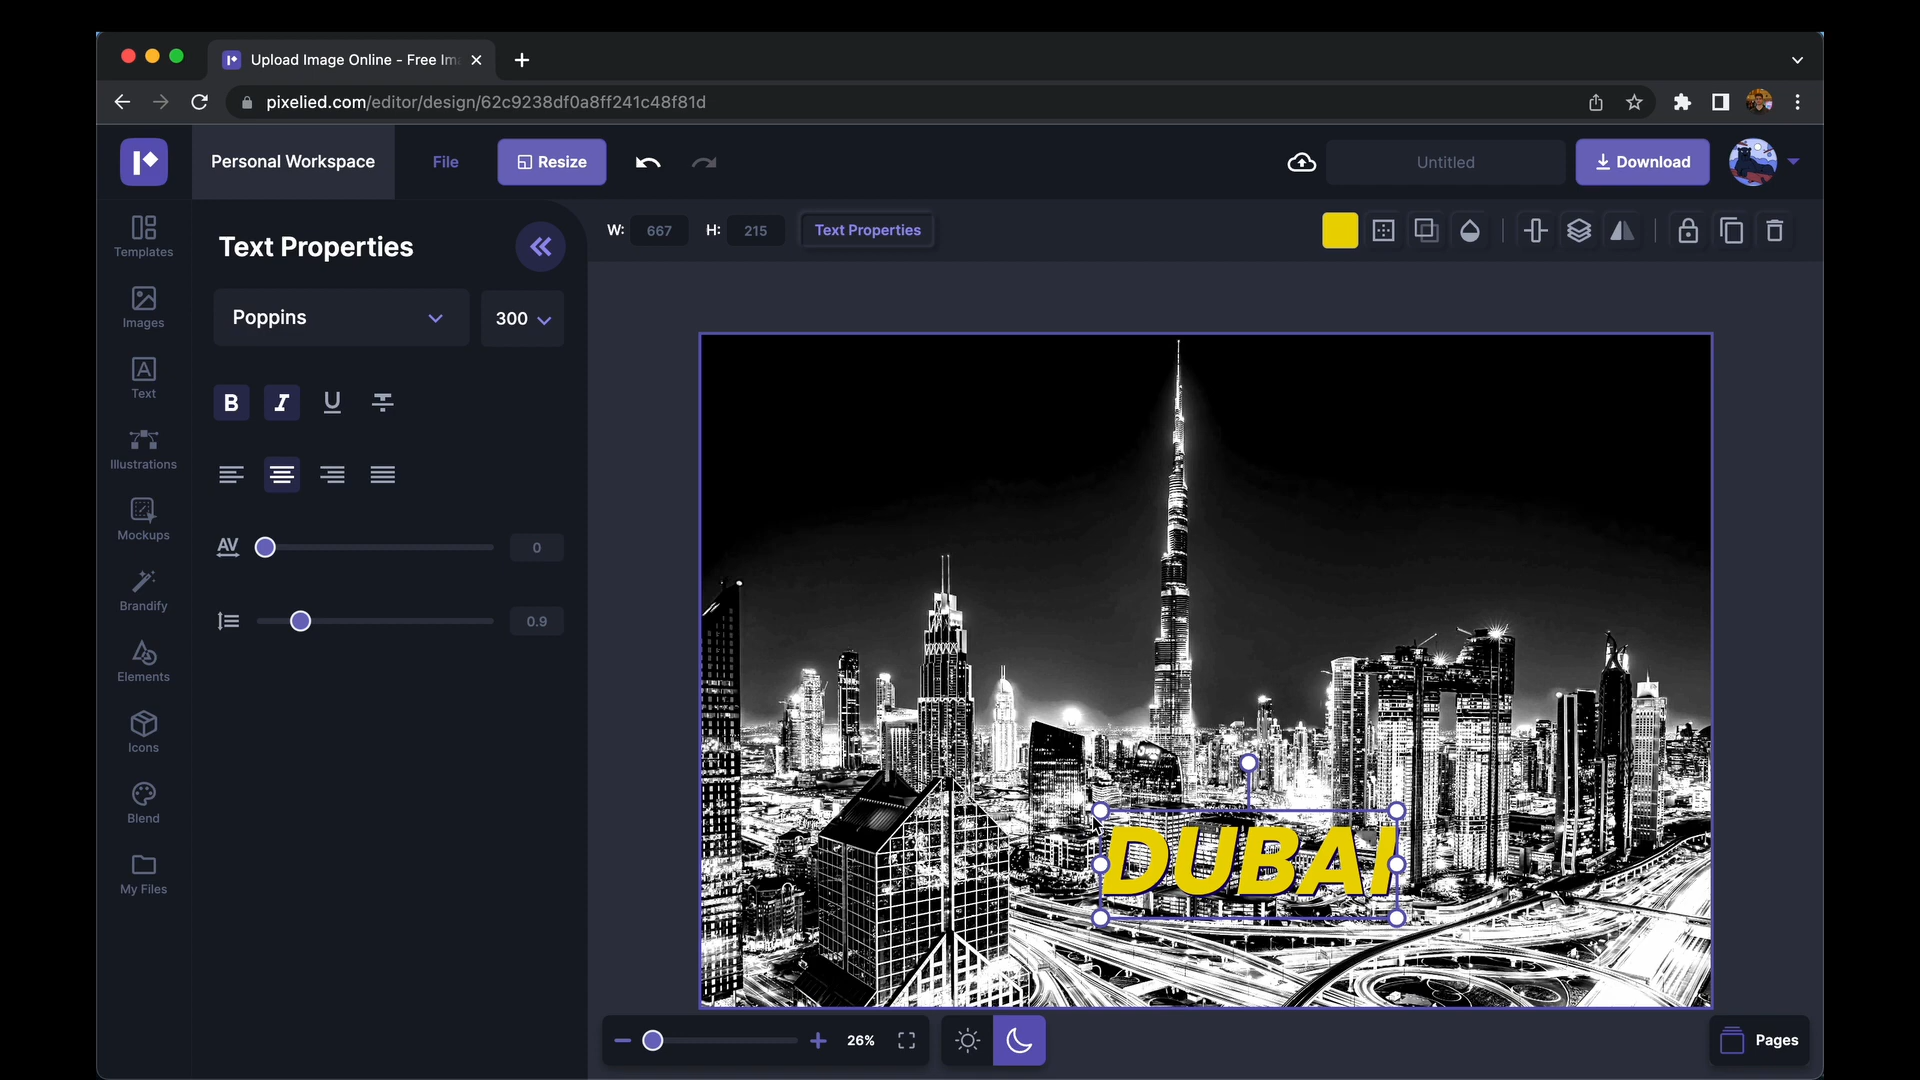 Upload Image Online - Free Im
pixelied.com/editor/design/62c9238df0a8ff241c48f81d
Personal Workspace
File
Resize
Untitled
Download
Templates
Images
Text
Illustrations
Mockups
Brandify
Elements
Icons
Blend
My Files
Text Properties
Poppins
300
B
I
U
AV
0
0.9
W: 667 H: 215 Text Properties
DUBAI
26%
Pages